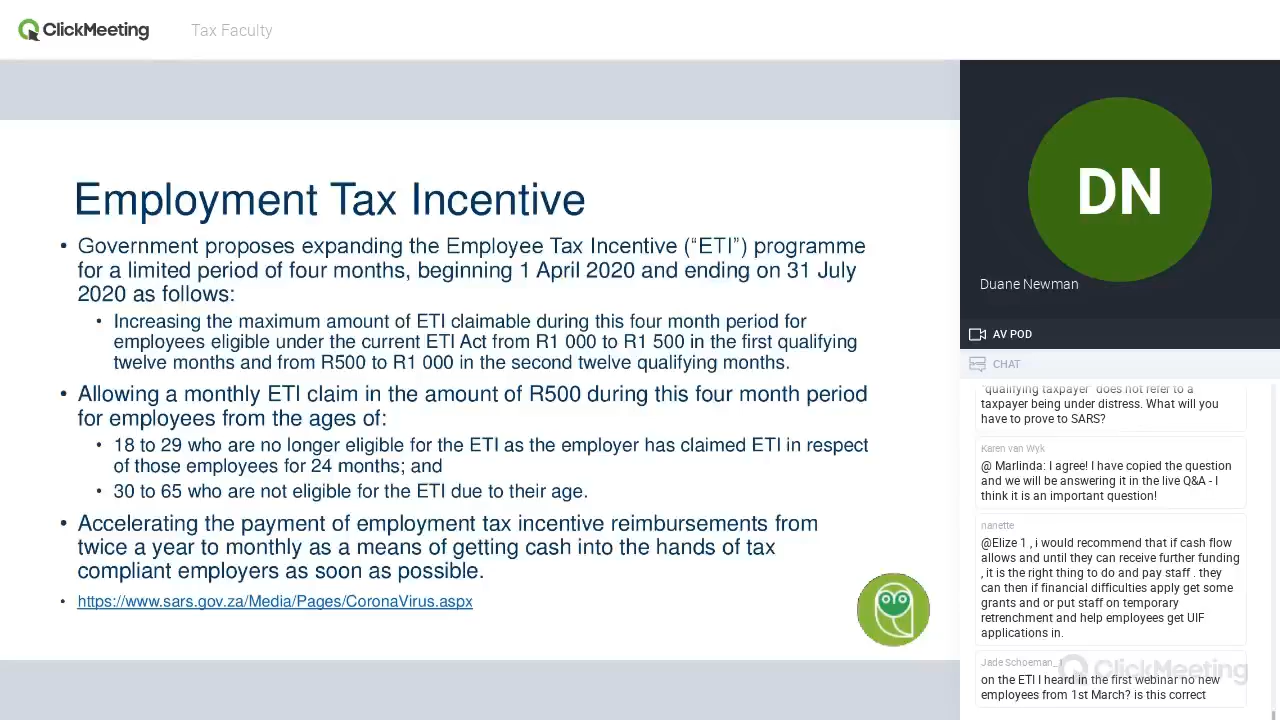 ClickMeeting
Tax Faculty
Employment Tax Incentive
• Government proposes expanding the Employee Tax Incentive (“ETI”) programme
for a limited period of four months, beginning 1 April 2020 and ending on 31 July
2020 as follows:
• Increasing the maximum amount of ETI claimable during this four month period for
employees eligible under the current ETI Act from R1 000 to R1 500 in the first qualifying
twelve months and from R500 to R1 000 in the second twelve qualifying months.
• Allowing a monthly ETI claim in the amount of R500 during this four month period
for employees from the ages of:
• 18 to 29 who are no longer eligible for the ETI as the employer has claimed ETI in respect
of those employees for 24 months; and
• 30 to 65 who are not eligible for the ETI due to their age.
• Accelerating the payment of employment tax incentive reimbursements from
twice a year to monthly as a means of getting cash into the hands of tax
compliant employers as soon as possible.
• https://www.sars.gov.za/Media/Pages/CoronaVirus.aspx
DN
Duane Newman
AV POD
CHAT
"qualifying taxpayer" does not refer to a
taxpayer being under distress. What will you
have to prove to SARS?
Karen van Wyk
@ Marlinda: I agree! I have copied the question
and we will be answering it in the live Q&A - I
think it is an important question!
nanette
@Elize 1 , i would recommend that if cash flow
allows and until they can receive further funding
, it is the right thing to do and pay staff . they
can then if financial difficulties apply get some
grants and or put staff on temporary
retrenchment and help employees get UIF
applications in.
Jade Schoeman_
ClickMeeting
on the ETI I heard in the first webinar no new
employees from 1st March? is this correct